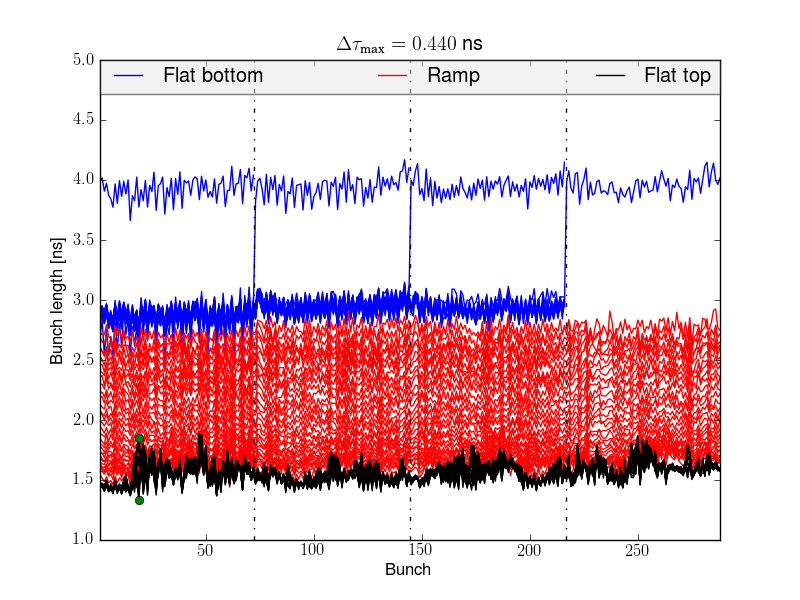 Δτmax = 0.440 ns
Flat bottom Ramp Flat top
5.0
4.5
4.0
3.5
3.0
2.5
2.0
1.5
1.0
Bunch length [ns]
50 100 150 200 250
Bunch